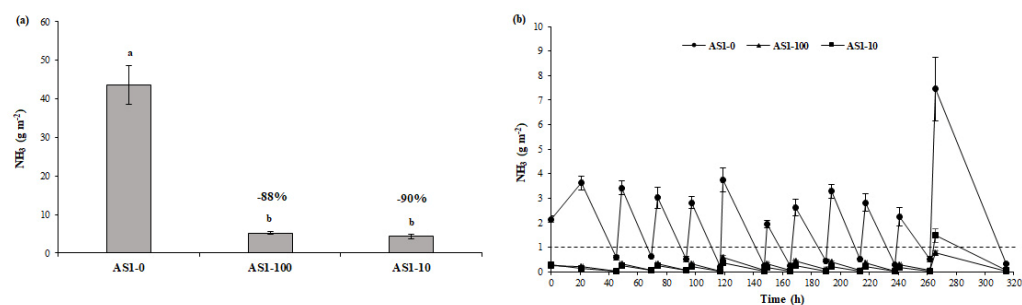 (a)
NH3 (g m-2)
60
50
40
30
20
10
0
a
-88%
b
-90%
b
AS1-0 AS1-100 AS1-10
(b)
AS1-0 AS1-100 AS1-10
NH3 (g m-2)
10
9
8
7
6
5
4
3
2
1
0
0 20 40 60 80 100 120 140 160 180 200 220 240 260 280 300 320
Time (h)